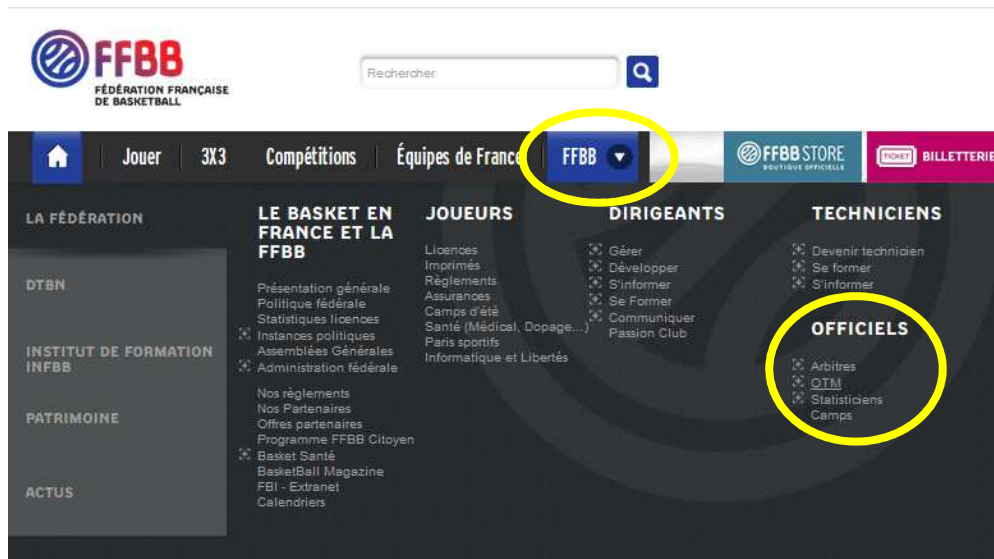 FFBB
FÉDÉRATION FRANÇAISE
DE BASKETBALL
Rechercher
Jouer
3X3
Compétitions
Équipes de France
FFBB
FFBB STORE
BOUTIQUE OFFICIELLE
TICKET
BILLETTERIE
LA FÉDÉRATION
DTBN
INSTITUT DE FORMATION
INFBB
PATRIMOINE
ACTUS
LE BASKET EN
FRANCE ET LA
FFBB
Présentation générale
Politique fédérale
Statistiques licences
Instances politiques
Assemblées Générales
Administration fédérale
Nos règlements
Nos Partenaires
Offres partenaires
Programme FFBB Citoyen
Basket Santé
BasketBall Magazine
FBI - Extranet
Calendriers
JOUEURS
Licences
Imprimés
Règlements
Assurances
Camps d'été
Santé (Médical, Dopage...)
Paris sportifs
Informatique et Libertés
DIRIGEANTS
Gérer
Développer
S'informer
Se Former
Communiquer
Passion Club
TECHNICIENS
Devenir technicien
Se former
S'informer
OFFICIELS
Arbitres
OTM
Statisticiens
Camps